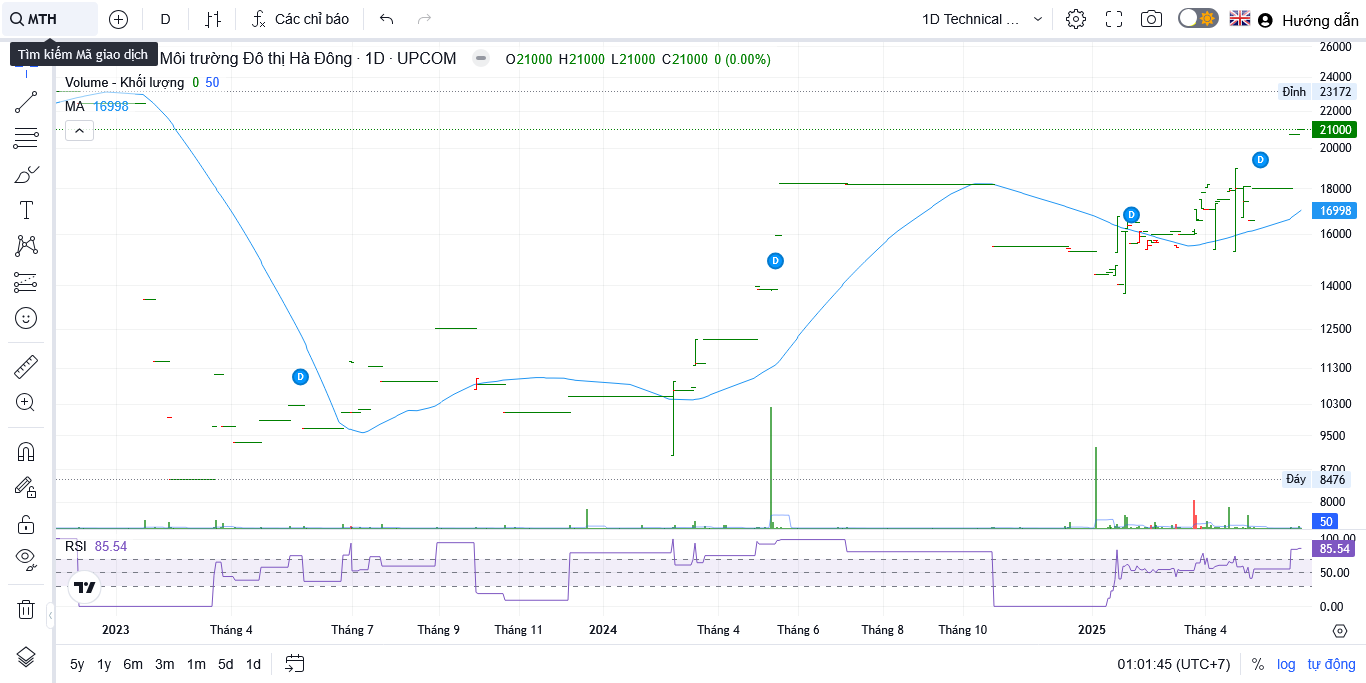 MTH D Các chỉ báo 1D Technical ... Hướng dẫn
Tìm kiếm Mã giao dịch
Môi trường Đô thị Hà Đông · 1D · UPCOM O21000 H21000 L21000 C21000 0 (0.00%)
Volume - Khối lượng 0 50
MA 16998
26000
24000
Đỉnh 23172
22000
21000
20000
18000
16998
16000
14000
12500
11300
10300
9500
8700
Đáy 8476
8000
50
D
D
D
D
RSI 85.54
100.00
85.54
50.00
0.00
2023 Tháng 4 Tháng 7 Tháng 9 Tháng 11 2024 Tháng 4 Tháng 6 Tháng 8 Tháng 10 2025 Tháng 4
5y 1y 6m 3m 1m 5d 1d 01:01:45 (UTC+7) % log tự động